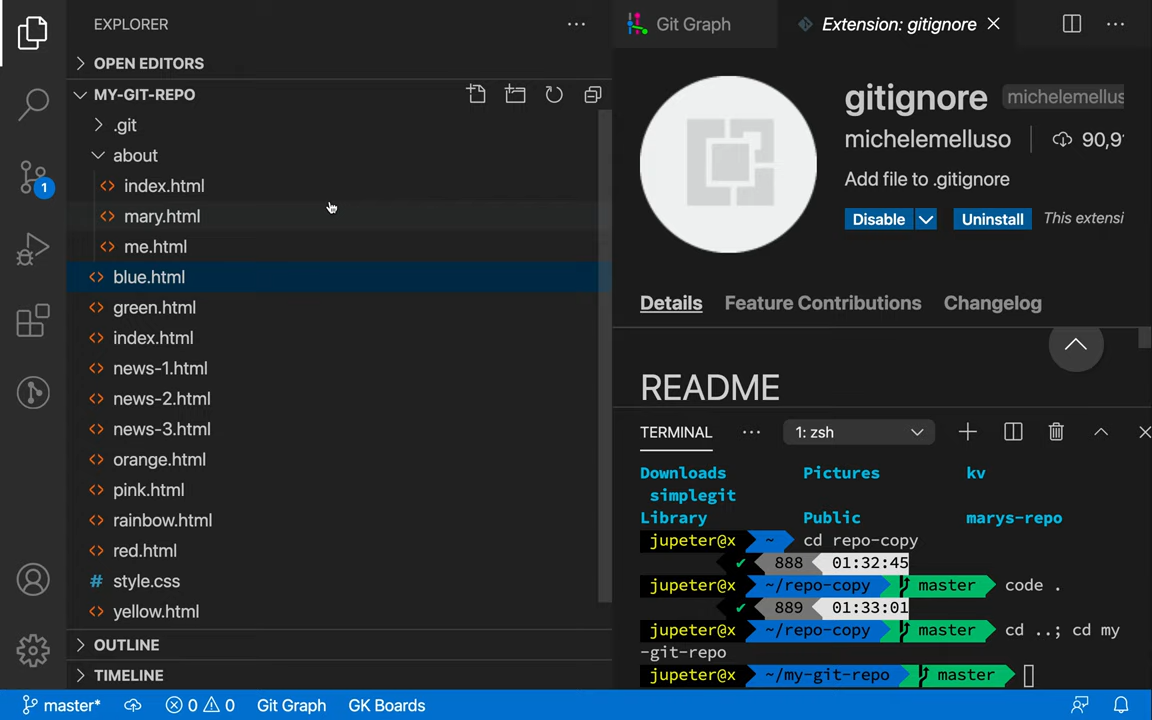 EXPLORER
OPEN EDITORS
MY-GIT-REPO
.git
about
index.html
mary.html
me.html
blue.html
green.html
index.html
news-1.html
news-2.html
news-3.html
orange.html
pink.html
rainbow.html
red.html
style.css
yellow.html
OUTLINE
TIMELINE
1
Git Graph
Extension: gitignore
gitignore michelemellus
michelemelluso 90,9
Add file to .gitignore
Disable Uninstall This extensi
Details Feature Contributions Changelog
README
TERMINAL 1: zsh
Downloads Pictures kv
simplegit
Library Public marys-repo
jupeter@x ~ cd repo-copy
✔ 888 01:32:45
jupeter@x ~/repo-copy master code .
✔ 889 01:33:01
jupeter@x ~/repo-copy master cd ..; cd my
-git-repo
jupeter@x ~/my-git-repo master
master* 0 0 Git Graph GK Boards